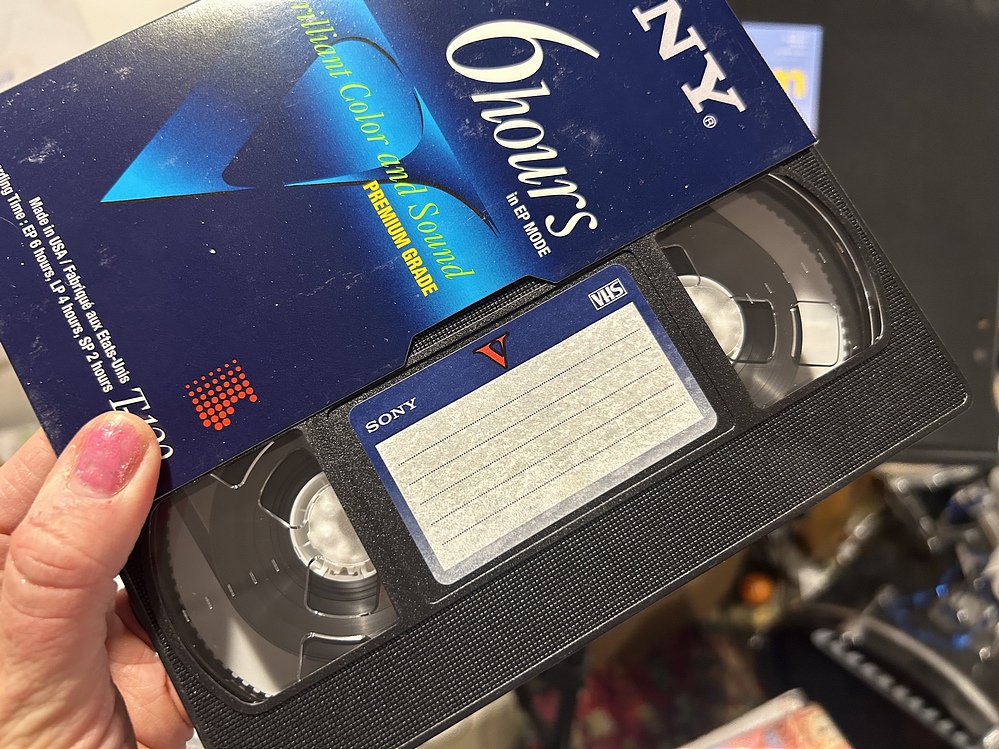 NY®
6hours
in EP MODE
rilliant Color and Sound
PREMIUM GRADE
Made in USA / Fabriqué aux Etats-Unis
rding Time : EP 6 hours, LP 4 hours, SP 2 hours
T-120
VHS
V
SONY